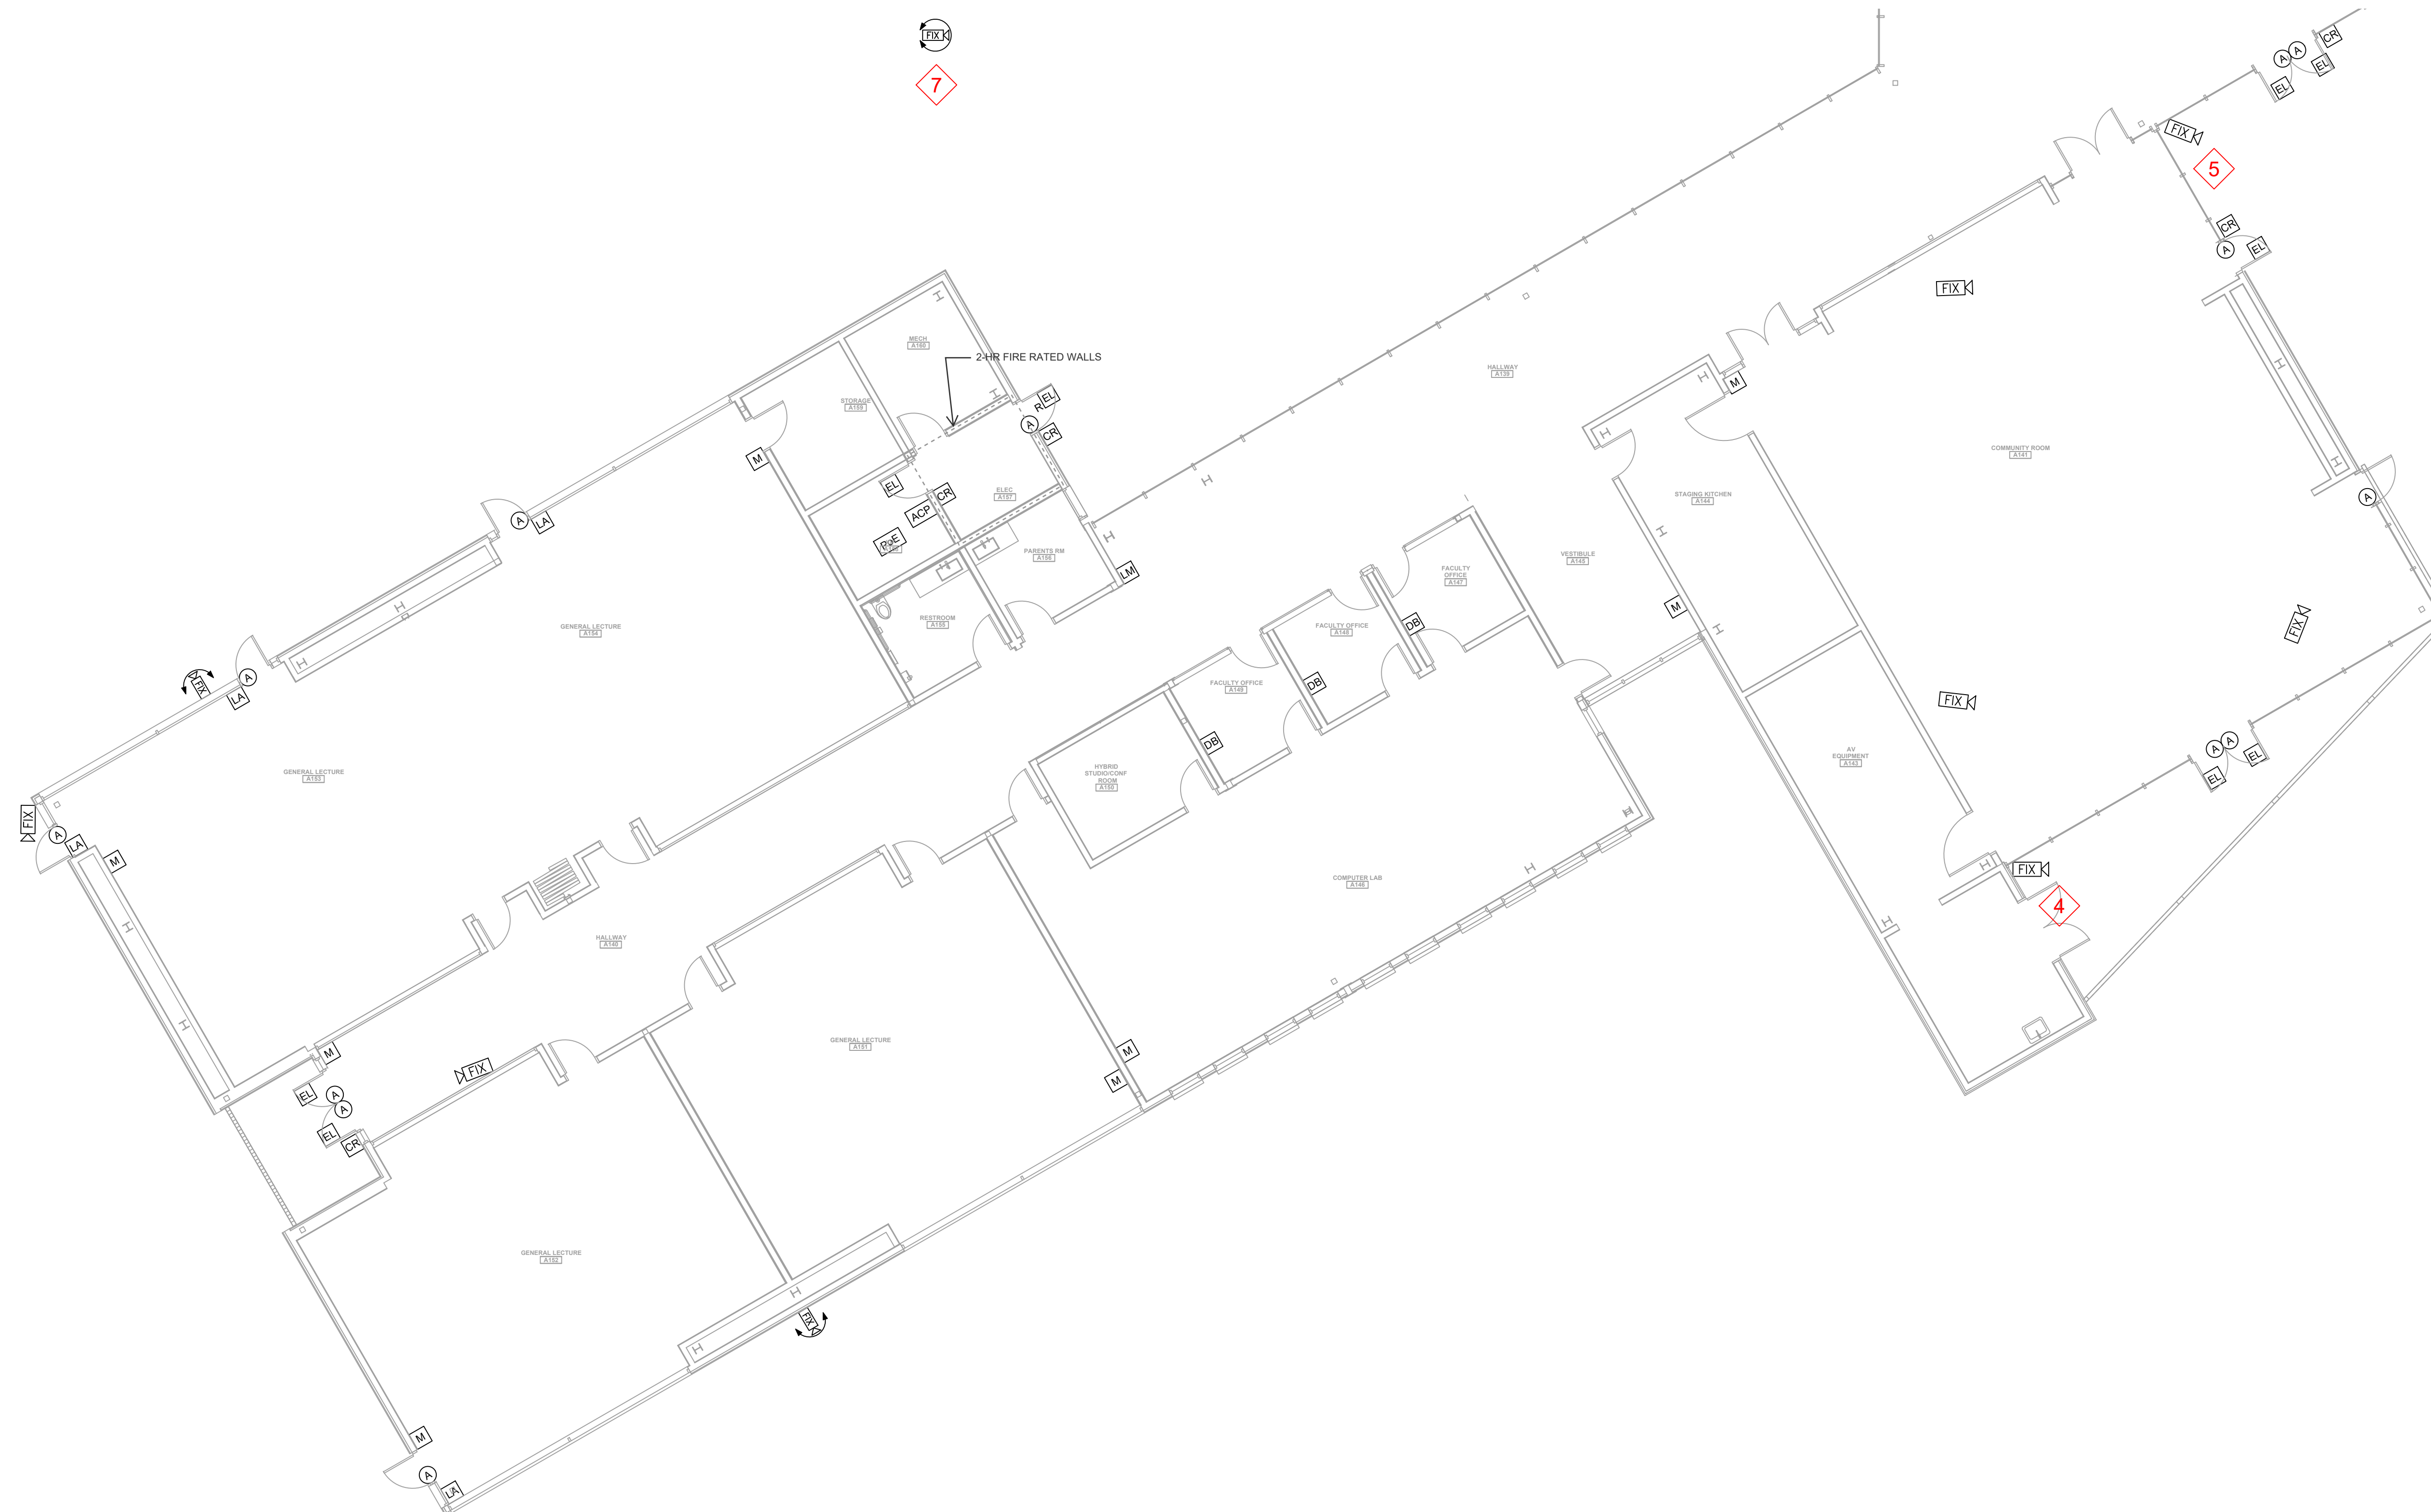 FIX
7
A
A
CR
EL
EL
FIX
5
CR
A
EL
FIX
MECH
A160
2-HR FIRE RATED WALLS
HALLWAY
A139
STORAGE
A159
EL
A
CR
M
M
COMMUNITY ROOM
A141
EL
CR
ELEC
A157
STAGING KITCHEN
A144
A
ACP
A
LA
PoE
PARENTS RM
A156
VESTIBULE
A145
LM
FACULTY
OFFICE
A147
M
RESTROOM
A155
GENERAL LECTURE
A154
FACULTY OFFICE
A148
DB
FIX
FIX
A
LA
FACULTY OFFICE
A149
DB
FIX
DB
A
A
EL
EL
AV
EQUIPMENT
A143
GENERAL LECTURE
A153
HYBRID
STUDIO/CONF
ROOM
A150
FIX
A
LA
M
FIX
4
COMPUTER LAB
A146
HALLWAY
A140
GENERAL LECTURE
A151
M
M
M
FIX
EL
A
A
EL
CR
GENERAL LECTURE
A152
FIX
M
A
LA